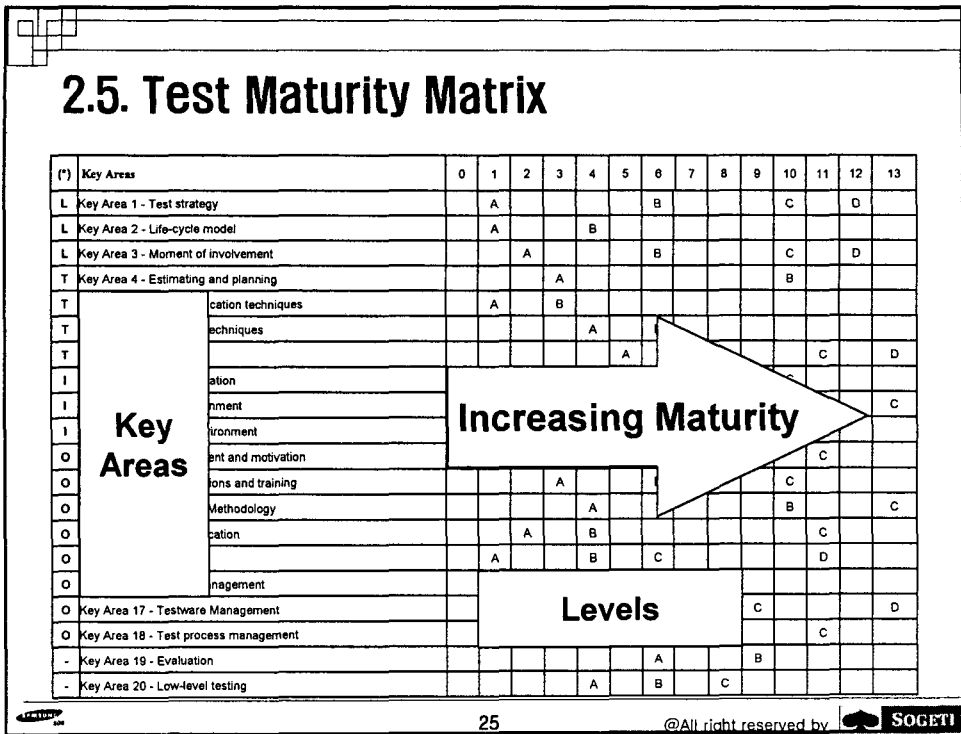 2.5. Test Maturity Matrix
(*) Key Areas 0 1 2 3 4 5 6 7 8 9 10 11 12 13
L Key Area 1 - Test strategy A B C D
L Key Area 2 - Life-cycle model A B
L Key Area 3 - Moment of involvement A B C D
T Key Area 4 - Estimating and planning A B
T cation techniques A B
T echniques A
T A C D
I ation
I nment C
I ironment
O ent and motivation C
O ions and training A C
O Methodology A B C
O cation A B C
O A B C D
O nagement
O Key Area 17 - Testware Management C D
O Key Area 18 - Test process management C
- Key Area 19 - Evaluation A B
- Key Area 20 - Low-level testing A B C
Key
Areas
Increasing Maturity
Levels
25
@All right reserved by SOGETI